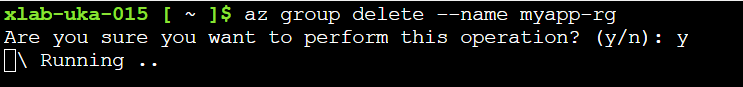 xlab-uka-015 [ ~ ]$ az group delete --name myapp-rg
Are you sure you want to perform this operation? (y/n): y
\ Running ..